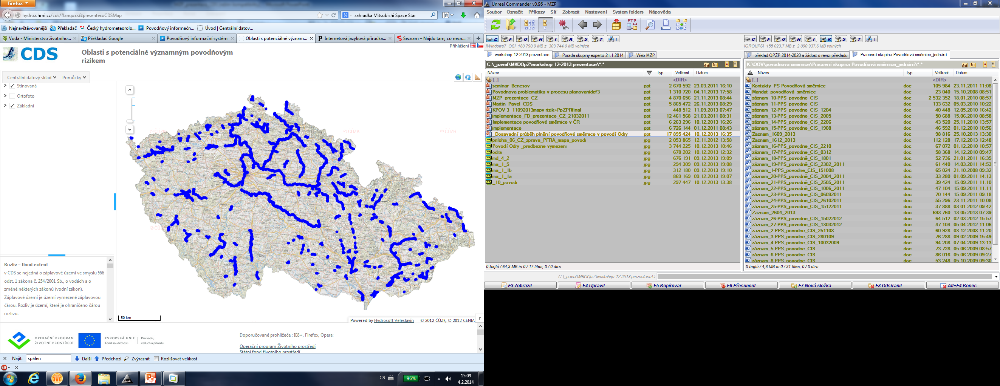 Firefox
hydro.chmi.cz/cds/?lang=cs&presenter=CDSMap
zahradka Mitsubishi Space Star
Nejnavštěvovanější Překladač Český hydrometeorolo... Povodňový informačn... Úvod | Centrální datov...
Voda - Ministerstvo životního... Překladač Google Povodňový informační systém Oblasti s potenciálně význam... Internetová jazyková příručka... Seznam – Najdu tam, co nezn...
Přihlášení
CDS
Oblasti s potenciálně významným povodňovým
rizikem
Centrální datový sklad Pomůcky
Stínovaná
Ortofoto
Základní
© ČÚZK © ČÚZK © ČÚZK
© ČÚZK
Rozliv – flood extent
v CDS se nejedná o záplavové území ve smyslu §66
odst. 1 zákona č. 254/2001 Sb., o vodách a o
změně některých zákonů (vodní zákon).
Záplavové území je území vymezené záplavovou
čárou. Rozliv je území, které je ohraničeno čárou
rozlivu.
50 km
Powered by Hydrosoft Veleslavín — © 2012 ČÚZK, © 2012 CENIA
OPERAČNÍ PROGRAM
ŽIVOTNÍ PROSTŘEDÍ
EVROPSKÁ UNIE
Fond soudržnosti
Pro vodu,
vzduch a přírodu
Doporučované prohlížeče : IE8+, Firefox, Opera:
Operační program Životního prostředí
Státní fond životního prostředí
Najít: spálen Další Předchozí Zvýraznit Rozlišovat velikost
ABP
CS 96% 15:09
4.2.2014
Unreal Commander v0.96 - MZP
Soubor Označit Příkazy Síť Zobrazit Nastavení System folders Nápověda
FTP
C F G H I K S T
[Windows7_OS] 180 790,9 MB z 303 744,0 MB volných
workshop 12-2013 prezentace Porada skupiny expertů 21.1.2014 Web MŽP
C:\_pavel\MKOOpZ\workshop 12-2013 prezentace\*.*
Název Typ Velikost Datum
[..] <DIR>
seminar_Benesov ppt 2 670 592 23.03.2011 16:10
Povodnova problematika v procesu planovanidef3 ppt 1 310 720 04.11.2013 17:58
MZP_prezentace_CZ ppt 4 870 656 21.11.2013 08:44
Martin_Pavel_CDS ppt 5 865 472 26.11.2013 08:29
KPOV 3 11092013mapy rizik+PpZPRfinal ppt 448 512 11.09.2013 07:47
implementace_FD_prezentace_CZ_21032011 ppt 12 461 568 21.03.2011 08:31
Implementace povodňové směrnice v ČR ppt 6 263 296 10.12.2013 16:26
implementace ppt 6 726 144 01.12.2011 08:43
_Dosavadní průběh plnění povodňové směrnice v povodí Odry ppt 17 895 424 10.12.2013 16:35
priloha_06_CZ_zprava_PFRA_mapa_povodi jpg 2 053 865 12.11.2012 13:58
Povodí Odry _predbezne vymezeni jpg 3 744 225 10.12.2013 10:46
odra jpg 678 202 10.12.2013 12:32
md_4_2 jpg 676 191 09.12.2013 19:09
ma_1_5 jpg 294 309 09.12.2013 19:08
ma_1_1b jpg 312 180 09.12.2013 19:10
ma_1_1a jpg 869 169 09.12.2013 19:07
_10_povodi jpg 297 447 10.12.2013 13:38
0 bajtů / 64,3 MB in 0 / 17 files, 0 / 0 dirs
C F G H I K S T
[GROUPS] 155 023,7 MB z 2 090 937,6 MB volných
překlad OPŽP 2014-2020 a žádost o revizi překladu Pracovní skupina Povodňová směrnice_jednání
K:\OOV\povodnova smernice\Pracovní skupina Povodňová směrnice_jednání\*.*
Název Typ Velikost Datum
[..] <DIR>
Kontakty_PS Povodňová směrnice doc 105 984 23.11.2011 11:08
Mandat_povodňová_směrnice doc 23 040 15.10.2008 08:51
záznam_10-PPS_povodne_CIS doc 2 532 352 18.01.2010 08:57
záznam_11-PPS_povodne_CIS doc 133 632 05.03.2010 10:22
záznam_12-PPS_povodne_CIS_1204 doc 40 448 12.05.2010 16:42
záznam_13-PPS_povodne_CIS_2005 doc 50 688 15.06.2010 08:58
záznam_14-PPS_povodne_CIS_2206 doc 43 520 25.11.2010 13:57
záznam_15-PPS_povodne_CIS_1908 doc 46 592 01.12.2010 10:56
Zaznam_1609_2013 doc 98 816 25.10.2013 13:30
Zaznam_1612_2013 doc 112 128 17.12.2013 12:48
záznam_16-PPS_povodne_CIS_2210 doc 67 072 01.12.2010 10:57
záznam_17-PPS_povodne_CIS_0312 doc 58 368 14.12.2010 09:47
záznam_18-PPS_povodně_CIS_1801 doc 52 736 21.01.2011 16:35
záznam_19-PPS_povodně_CIS_2302_2011 doc 61 440 14.03.2011 14:53
zaznam_1-PPS_povodne_CIS_151008 doc 65 024 21.10.2008 09:32
záznam_20-PPS_povodně_CIS_2004_2011 doc 33 280 01.09.2011 14:13
záznam_21-PPS_povodně_CIS_2505_2011 doc 39 424 15.09.2011 11:10
záznam_22-PPS_povodně_CIS_1006_2011 doc 47 104 15.09.2011 11:11
záznam_23-PPS_povodne_CIS_06092011 doc 70 144 15.09.2011 09:18
záznam_24-PPS_povodne_CIS_26102011 doc 55 296 23.11.2011 10:08
záznam_25-PPS_povodne_CIS_15122011 doc 37 888 03.01.2012 09:42
Zaznam_2604_2013 doc 693 760 13.05.2013 07:39
záznam_26-PPS_povodne_CIS_15022012 doc 64 512 02.03.2012 15:57
záznam_27-PPS_povodne_CIS_13032012 doc 47 104 05.04.2012 11:06
záznam_2-PPS_povodne_CIS_251108 doc 60 928 03.12.2008 11:20
záznam_3-PPS_povodne_CIS_280109 doc 76 288 09.02.2009 15:49
záznam_4-PPS_povodne_CIS_10032009 doc 94 208 07.04.2009 13:13
záznam_5-PPS_povodne_CIS doc 73 728 05.06.2009 08:57
záznam_6-PPS_povodne_CIS doc 86 016 05.06.2009 09:27
záznam_8-PPS_povodne_CIS doc 53 248 05.10.2009 09:30
0 bajtů / 4,8 MB in 0 / 31 files, 0 / 0 dirs
C:\_pavel\MKOOpZ\workshop 12-2013 prezentace\>
F3 Zobrazit F4 Upravit F5 Kopírovat F6 Přesunout F7 Nová složka F8 Odstranit Alt+F4 Konec